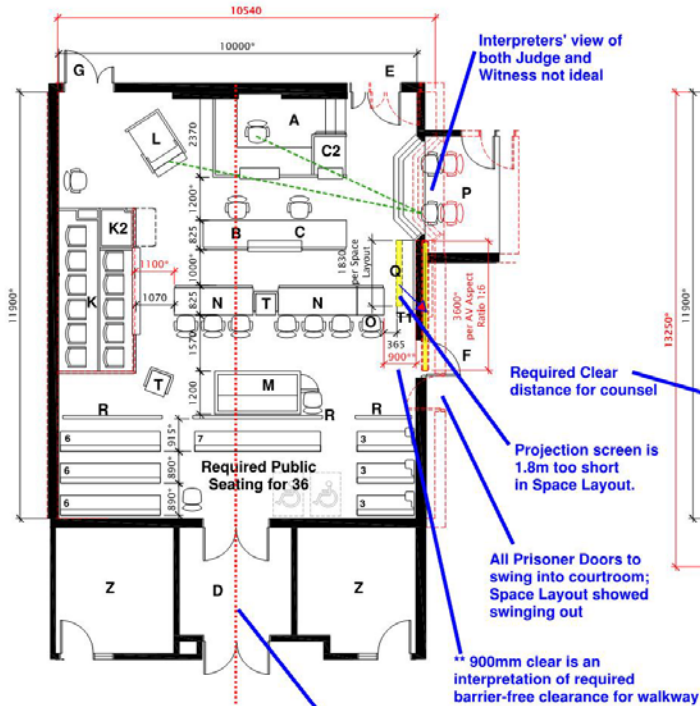 10540
10000*
G
E
Interpreters' view of
both Judge and
Witness not ideal
A
L
C2
2370
P
1200*
K2
B
C
825
1830
per Space
Layout
Q
3600*
per AV Aspect
Ratio 1:6
11900*
11900*
13250*
1100*
1000*
K
1070
N
T
N
825
O
T1
365
900**
F
1570
Required Clear
distance for counsel
T
M
1200
R
R
R
6
7
3
915*
Projection screen is
1.8m too short
in Space Layout.
6
Required Public
Seating for 36
3
890*
6
3
890*
All Prisoner Doors to
swing into courtroom;
Space Layout showed
swinging out
Z
D
Z
** 900mm clear is an
interpretation of required
barrier-free clearance for walkway